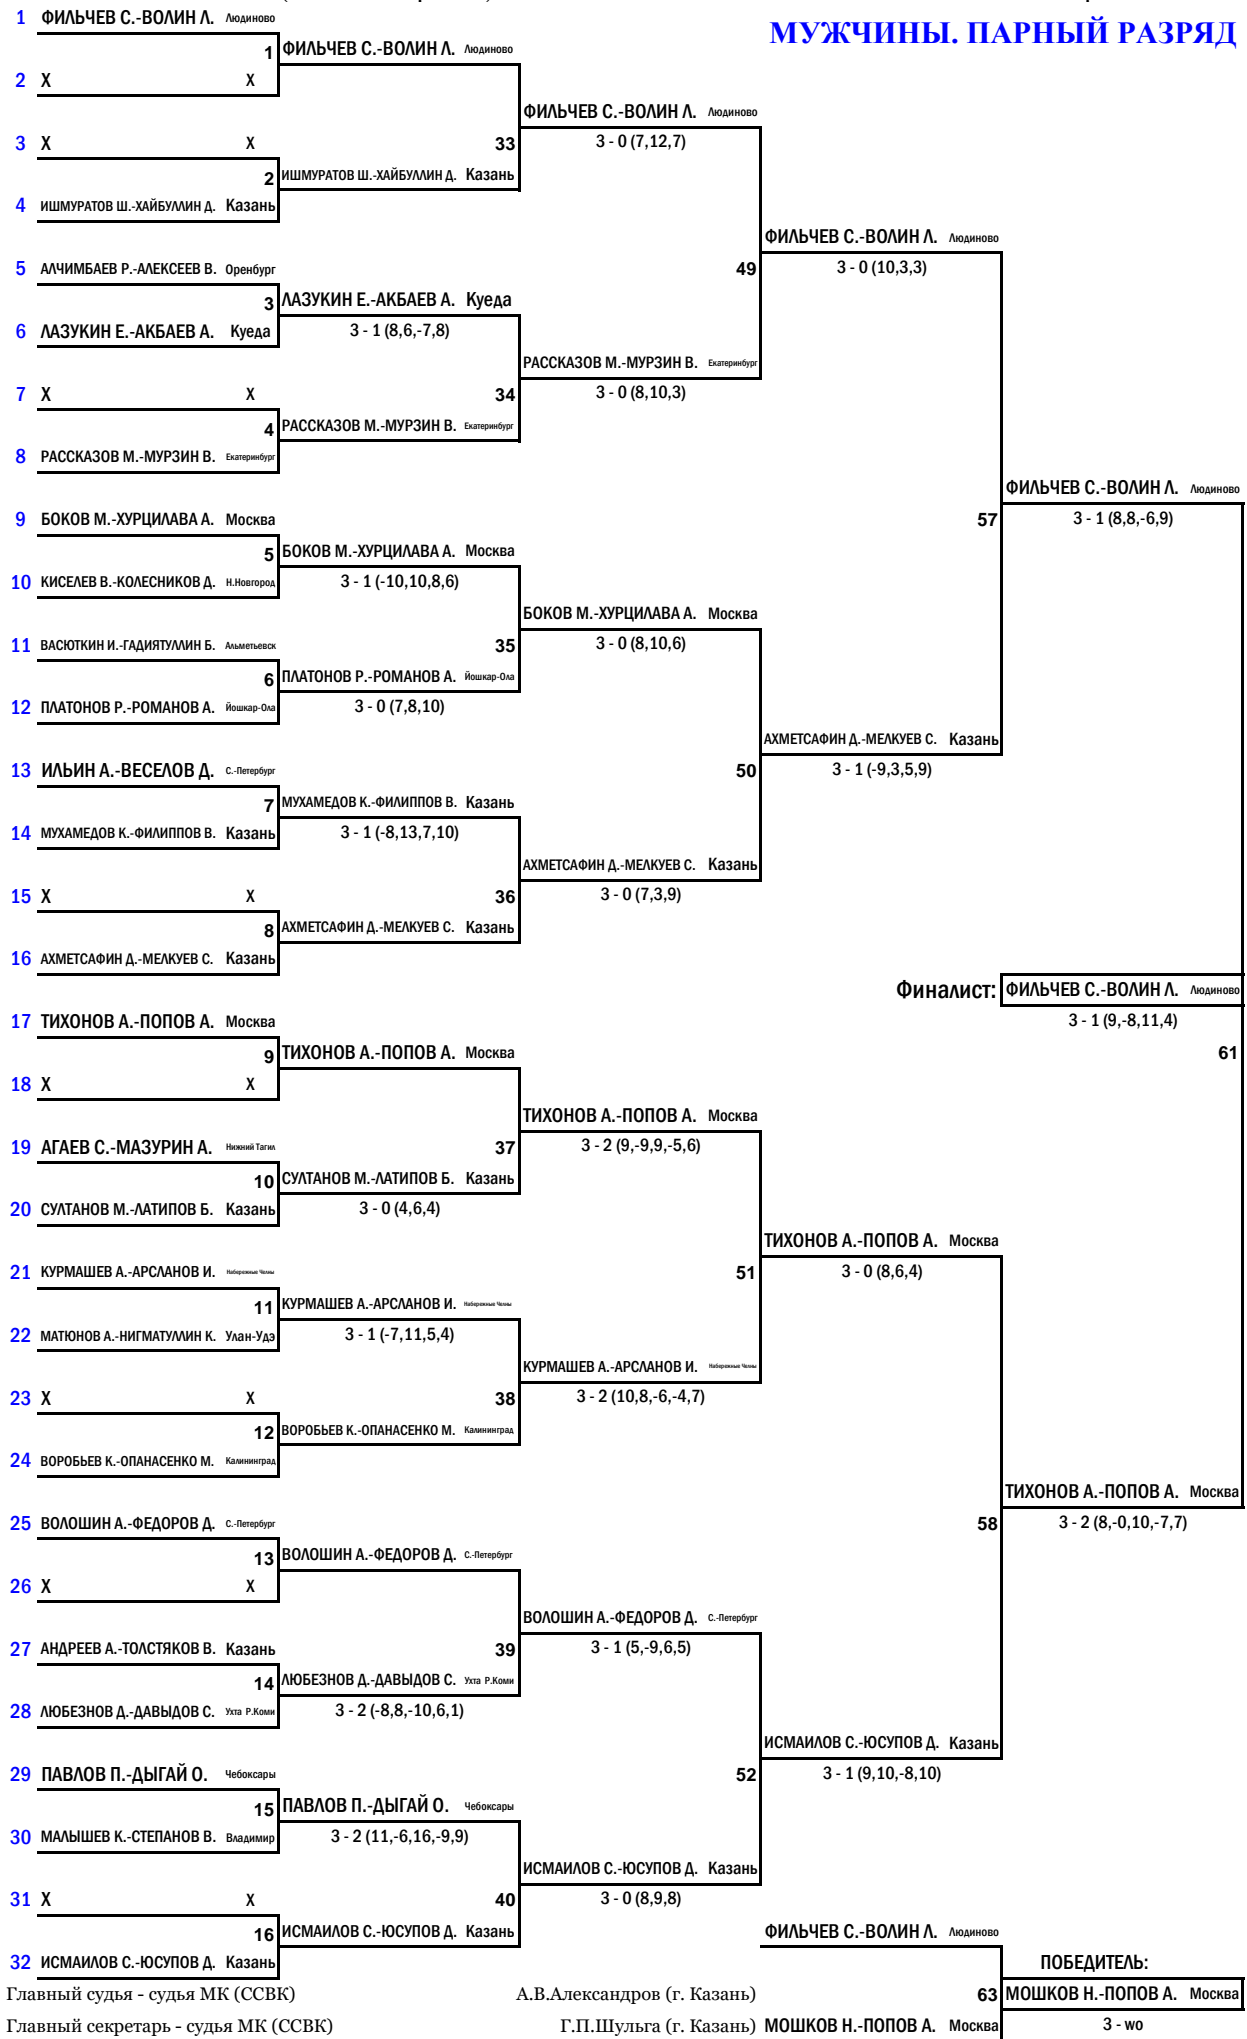 1 ФИЛЬЧЕВ С.-ВОЛИН Л. Людиново
МУЖЧИНЫ. ПАРНЫЙ РАЗРЯД
1 ФИЛЬЧЕВ С.-ВОЛИН Л. Людиново
2 X X
ФИЛЬЧЕВ С.-ВОЛИН Л. Людиново
3 X X
33 3 - 0 (7,12,7)
2 ИШМУРАТОВ Ш.-ХАЙБУЛЛИН Д. Казань
4 ИШМУРАТОВ Ш.-ХАЙБУЛЛИН Д. Казань
ФИЛЬЧЕВ С.-ВОЛИН Л. Людиново
5 АЛЧИМБАЕВ Р.-АЛЕКСЕЕВ В. Оренбург
49 3 - 0 (10,3,3)
3 ЛАЗУКИН Е.-АКБАЕВ А. Куеда
6 ЛАЗУКИН Е.-АКБАЕВ А. Куеда
3 - 1 (8,6,-7,8)
РАССКАЗОВ М.-МУРЗИН В. Екатеринбург
7 X X
34 3 - 0 (8,10,3)
4 РАССКАЗОВ М.-МУРЗИН В. Екатеринбург
8 РАССКАЗОВ М.-МУРЗИН В. Екатеринбург
ФИЛЬЧЕВ С.-ВОЛИН Л. Людиново
9 БОКОВ М.-ХУРЦИЛАВА А. Москва
57 3 - 1 (8,8,-6,9)
5 БОКОВ М.-ХУРЦИЛАВА А. Москва
10 КИСЕЛЕВ В.-КОЛЕСНИКОВ Д. Н.Новгород
3 - 1 (-10,10,8,6)
БОКОВ М.-ХУРЦИЛАВА А. Москва
11 ВАСЮТКИН И.-ГАДИЯТУЛЛИН Б. Альметьевск
35 3 - 0 (8,10,6)
6 ПЛАТОНОВ Р.-РОМАНОВ А. Йошкар-Ола
12 ПЛАТОНОВ Р.-РОМАНОВ А. Йошкар-Ола
3 - 0 (7,8,10)
АХМЕТСАФИН Д.-МЕЛКУЕВ С. Казань
13 ИЛЬИН А.-ВЕСЕЛОВ Д. С.-Петербург
50 3 - 1 (-9,3,5,9)
7 МУХАМЕДОВ К.-ФИЛИППОВ В. Казань
14 МУХАМЕДОВ К.-ФИЛИППОВ В. Казань
3 - 1 (-8,13,7,10)
АХМЕТСАФИН Д.-МЕЛКУЕВ С. Казань
15 X X
36 3 - 0 (7,3,9)
8 АХМЕТСАФИН Д.-МЕЛКУЕВ С. Казань
16 АХМЕТСАФИН Д.-МЕЛКУЕВ С. Казань
Финалист: ФИЛЬЧЕВ С.-ВОЛИН Л. Людиново
17 ТИХОНОВ А.-ПОПОВ А. Москва
3 - 1 (9,-8,11,4)
9 ТИХОНОВ А.-ПОПОВ А. Москва
61
18 X X
ТИХОНОВ А.-ПОПОВ А. Москва
19 АГАЕВ С.-МАЗУРИН А. Нижний Тагил
37 3 - 2 (9,-9,9,-5,6)
10 СУЛТАНОВ М.-ЛАТИПОВ Б. Казань
20 СУЛТАНОВ М.-ЛАТИПОВ Б. Казань
3 - 0 (4,6,4)
ТИХОНОВ А.-ПОПОВ А. Москва
21 КУРМАШЕВ А.-АРСЛАНОВ И. Набережные Челны
51 3 - 0 (8,6,4)
11 КУРМАШЕВ А.-АРСЛАНОВ И. Набережные Челны
22 МАТЮНОВ А.-НИГМАТУЛЛИН К. Улан-Удэ
3 - 1 (-7,11,5,4)
КУРМАШЕВ А.-АРСЛАНОВ И. Набережные Челны
23 X X
38 3 - 2 (10,8,-6,-4,7)
12 ВОРОБЬЕВ К.-ОПАНАСЕНКО М. Калининград
24 ВОРОБЬЕВ К.-ОПАНАСЕНКО М. Калининград
ТИХОНОВ А.-ПОПОВ А. Москва
25 ВОЛОШИН А.-ФЕДОРОВ Д. С.-Петербург
58 3 - 2 (8,-0,10,-7,7)
13 ВОЛОШИН А.-ФЕДОРОВ Д. С.-Петербург
26 X X
ВОЛОШИН А.-ФЕДОРОВ Д. С.-Петербург
27 АНДРЕЕВ А.-ТОЛСТЯКОВ В. Казань
39 3 - 1 (5,-9,6,5)
14 ЛЮБЕЗНОВ Д.-ДАВЫДОВ С. Ухта Р.Коми
28 ЛЮБЕЗНОВ Д.-ДАВЫДОВ С. Ухта Р.Коми
3 - 2 (-8,8,-10,6,1)
ИСМАИЛОВ С.-ЮСУПОВ Д. Казань
29 ПАВЛОВ П.-ДЫГАЙ О. Чебоксары
52 3 - 1 (9,10,-8,10)
15 ПАВЛОВ П.-ДЫГАЙ О. Чебоксары
30 МАЛЫШЕВ К.-СТЕПАНОВ В. Владимир
3 - 2 (11,-6,16,-9,9)
ИСМАИЛОВ С.-ЮСУПОВ Д. Казань
31 X X
40 3 - 0 (8,9,8)
16 ИСМАИЛОВ С.-ЮСУПОВ Д. Казань
ФИЛЬЧЕВ С.-ВОЛИН Л. Людиново
32 ИСМАИЛОВ С.-ЮСУПОВ Д. Казань
ПОБЕДИТЕЛЬ:
Главный судья - судья МК (ССВК) А.В.Александров (г. Казань)
63 МОШКОВ Н.-ПОПОВ А. Москва
Главный секретарь - судья МК (ССВК) Г.П.Шульга (г. Казань)
МОШКОВ Н.-ПОПОВ А. Москва
3 - wo